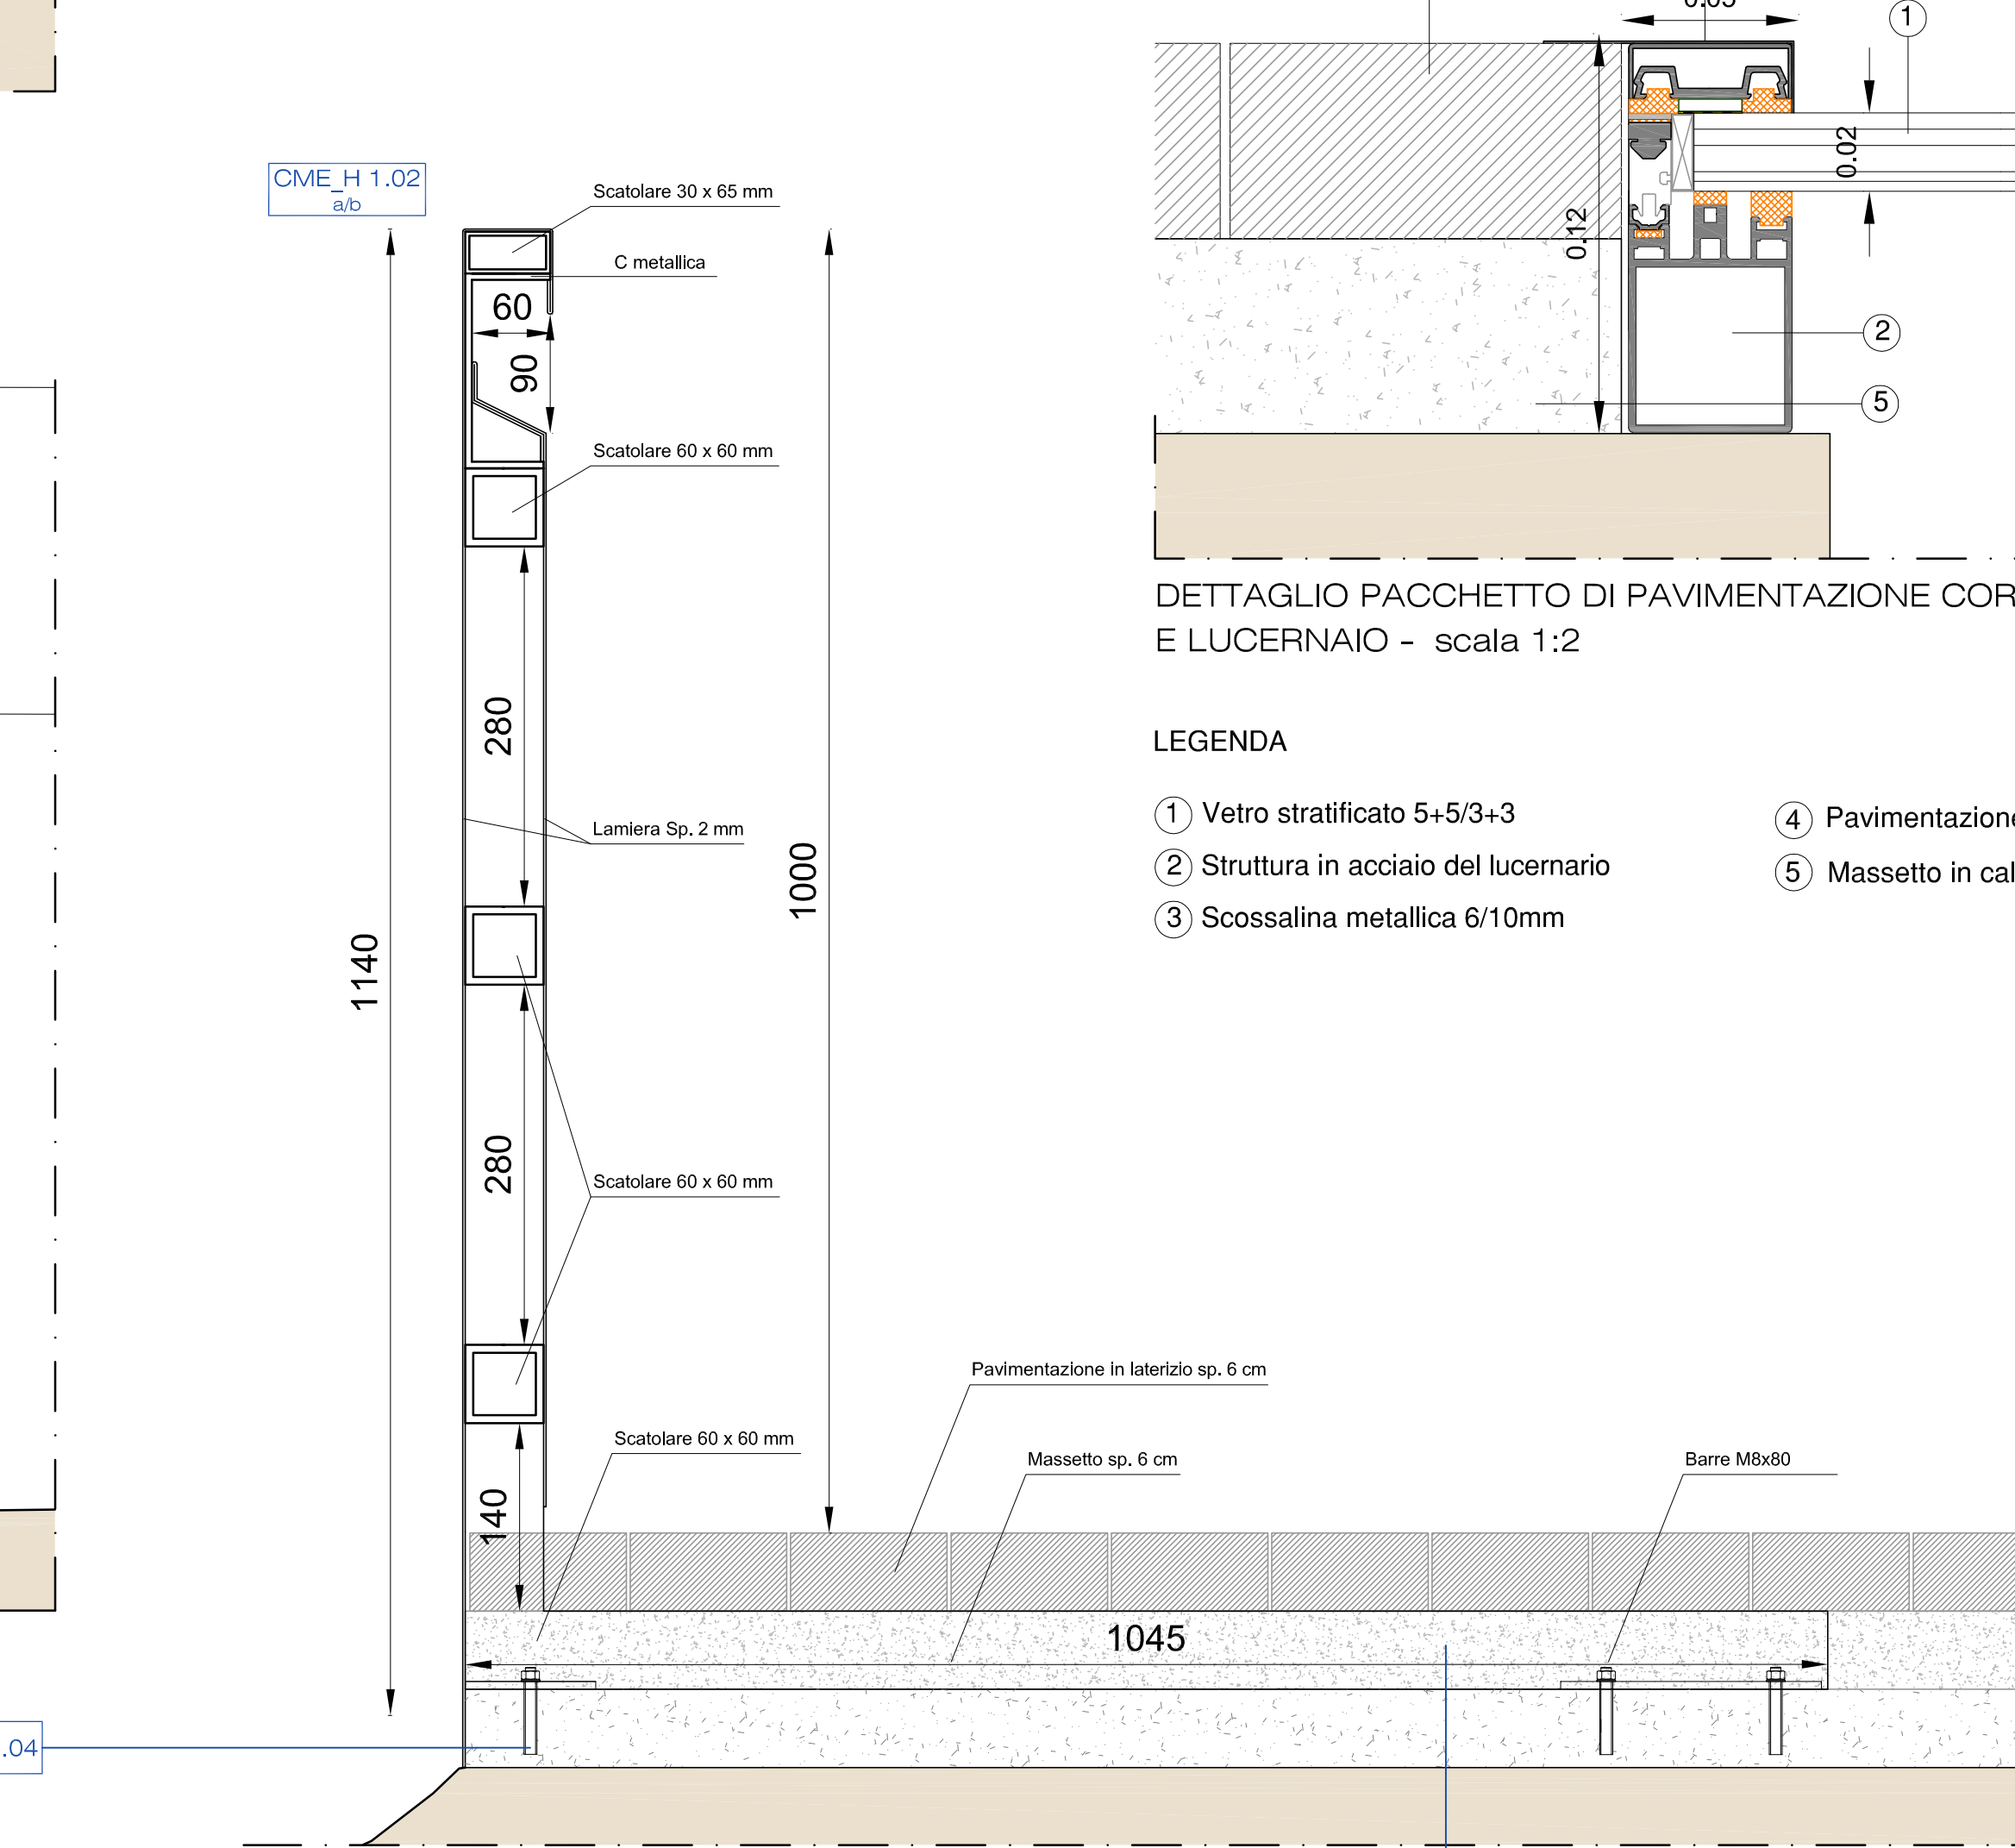 CME_H 1.02
a/b
Scatolare 30 x 65 mm
C metallica
60
90
Scatolare 60 x 60 mm
280
Lamiera Sp. 2 mm
1000
1140
280
Scatolare 60 x 60 mm
Pavimentazione in laterizio sp. 6 cm
Scatolare 60 x 60 mm
Massetto sp. 6 cm
Barre M8x80
140
1045
.04
0.05
1
0.02
0.12
2
5
DETTAGLIO PACCHETTO DI PAVIMENTAZIONE COR
E LUCERNAIO - scala 1:2
LEGENDA
1 Vetro stratificato 5+5/3+3
2 Struttura in acciaio del lucernario
3 Scossalina metallica 6/10mm
4 Pavimentazione
5 Massetto in cal